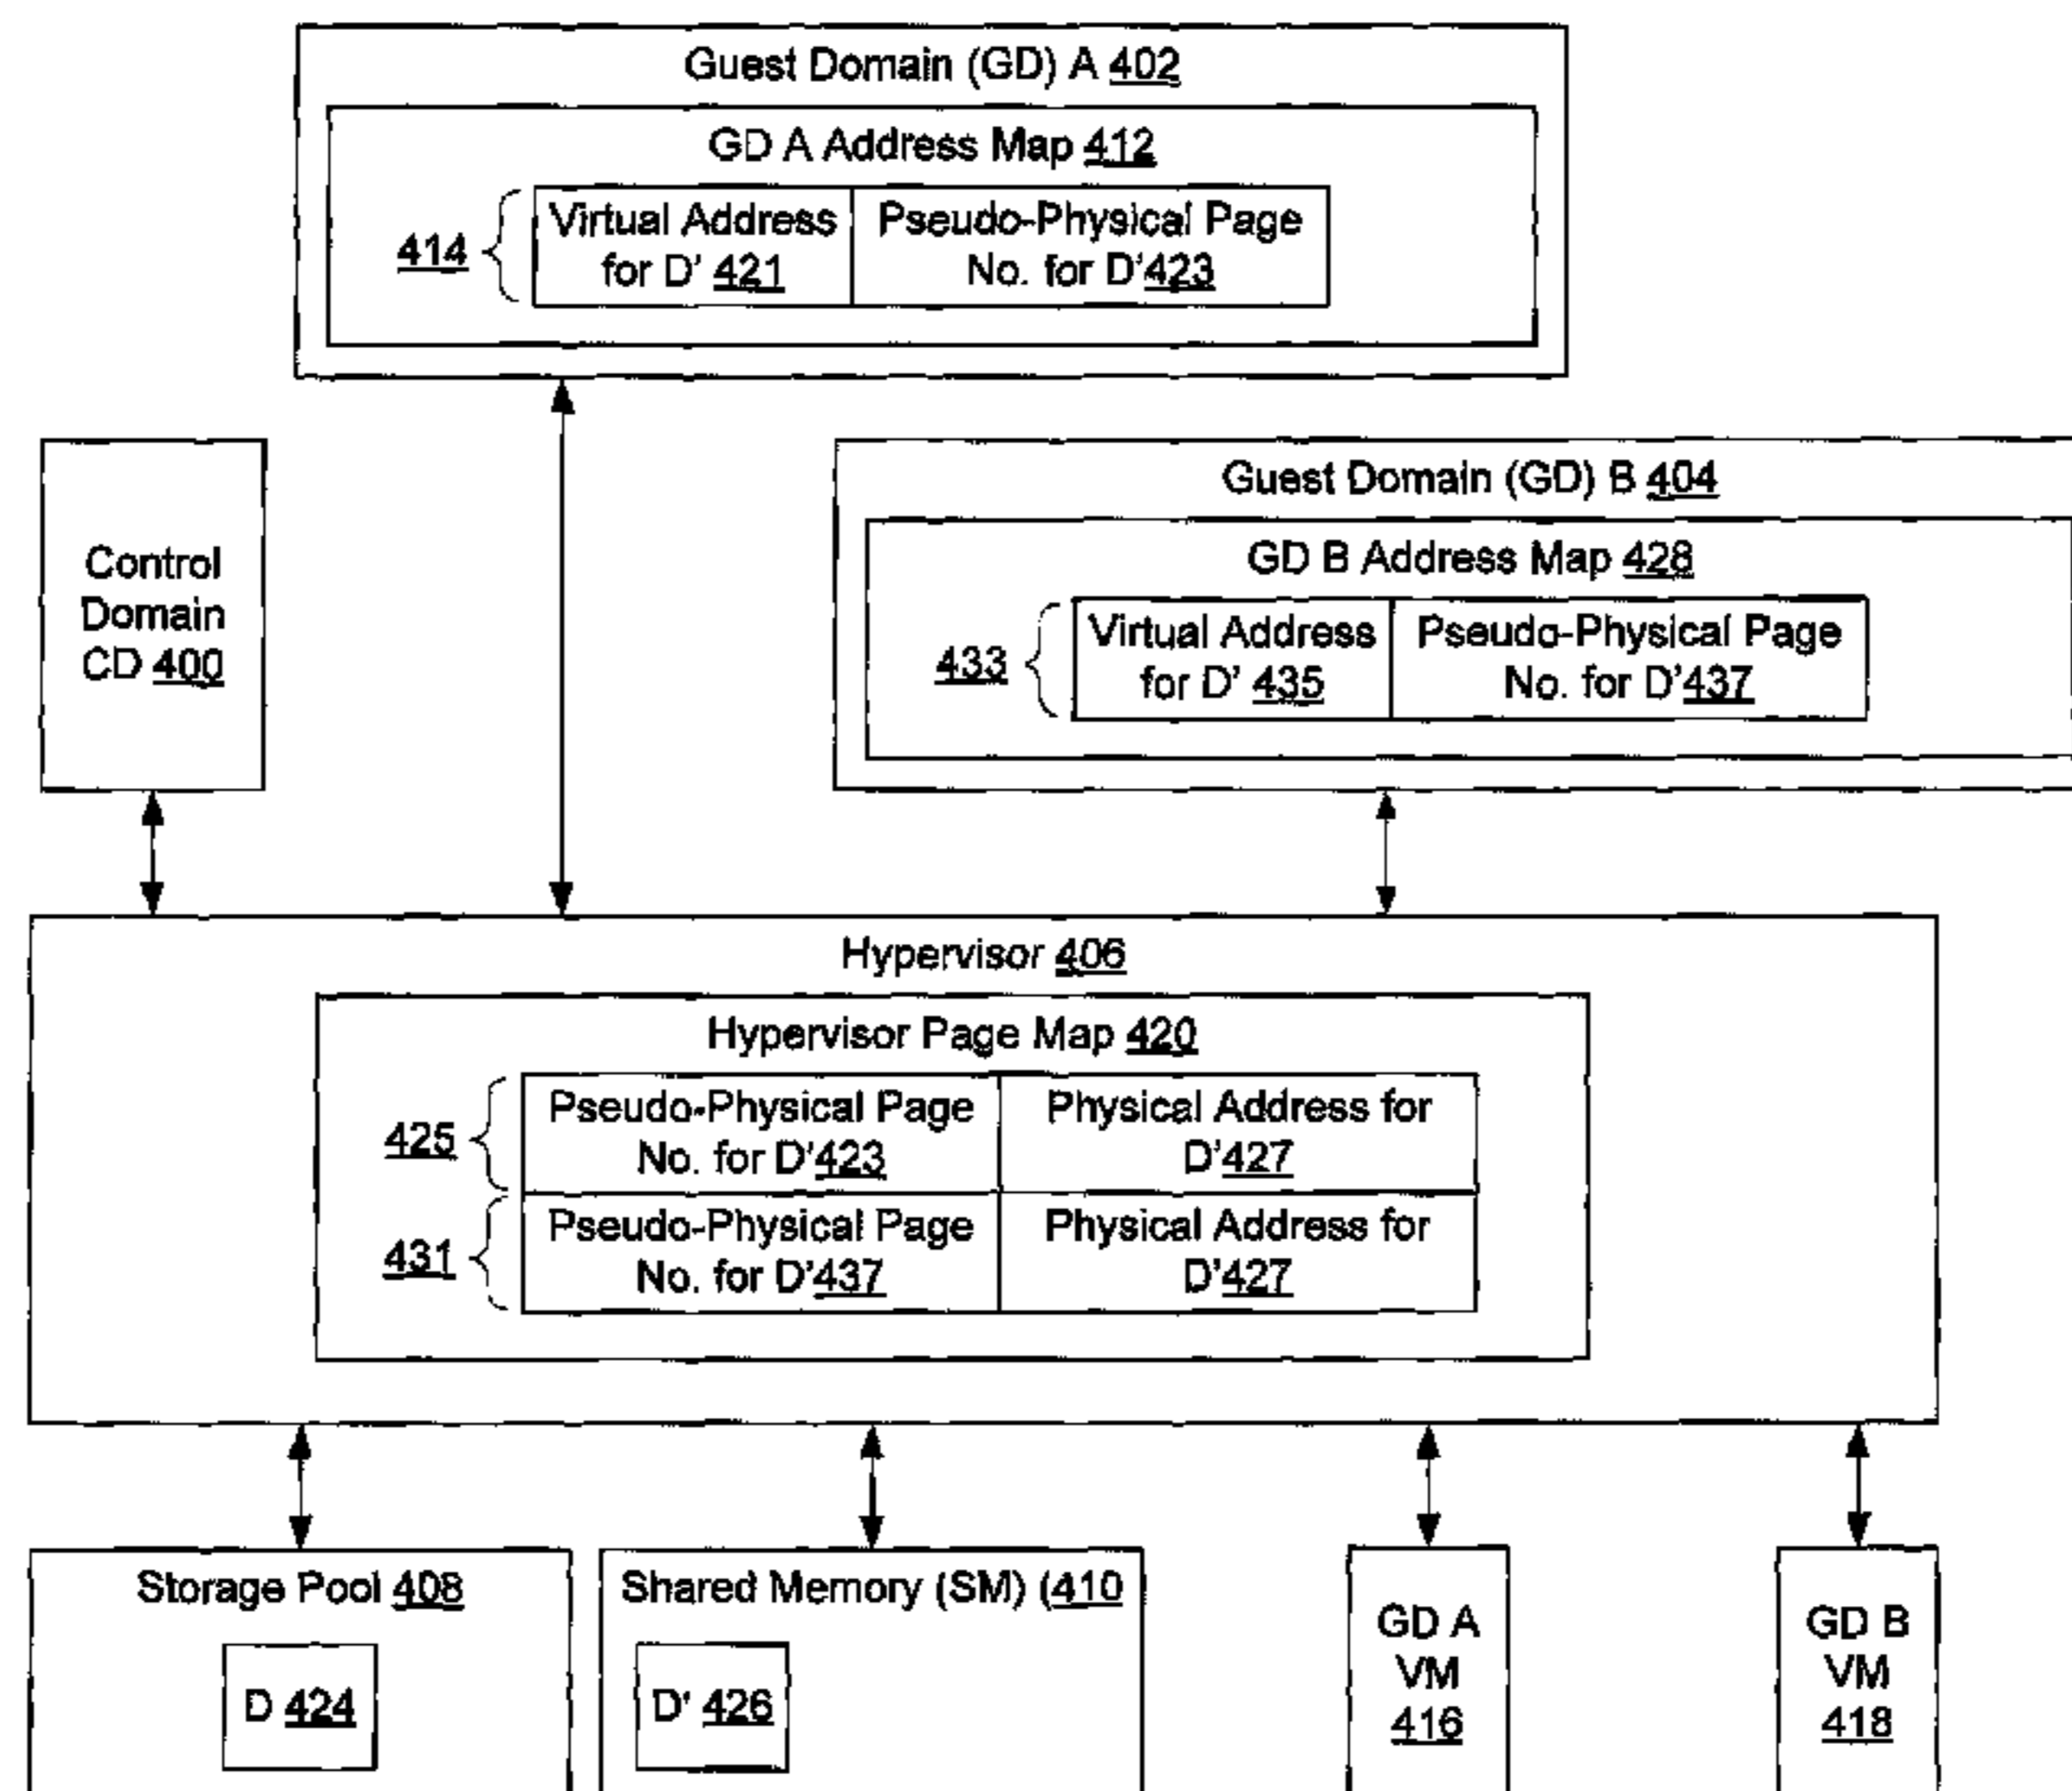 Guest Domain (GD) A 402
GD A Address Map 412
414
Virtual Address
for D' 421
Pseudo-Physical Page
No. for D'423
Control
Domain
CD 400
Guest Domain (GD) B 404
GD B Address Map 428
433
Virtual Address
for D' 435
Pseudo-Physical Page
No. for D'437
Hypervisor 406
Hypervisor Page Map 420
425
Pseudo-Physical Page
No. for D'423
Physical Address for
D'427
431
Pseudo-Physical Page
No. for D'437
Physical Address for
D'427
Storage Pool 408
D 424
Shared Memory (SM) (410
D' 426
GD A
VM
416
GD B
VM
418